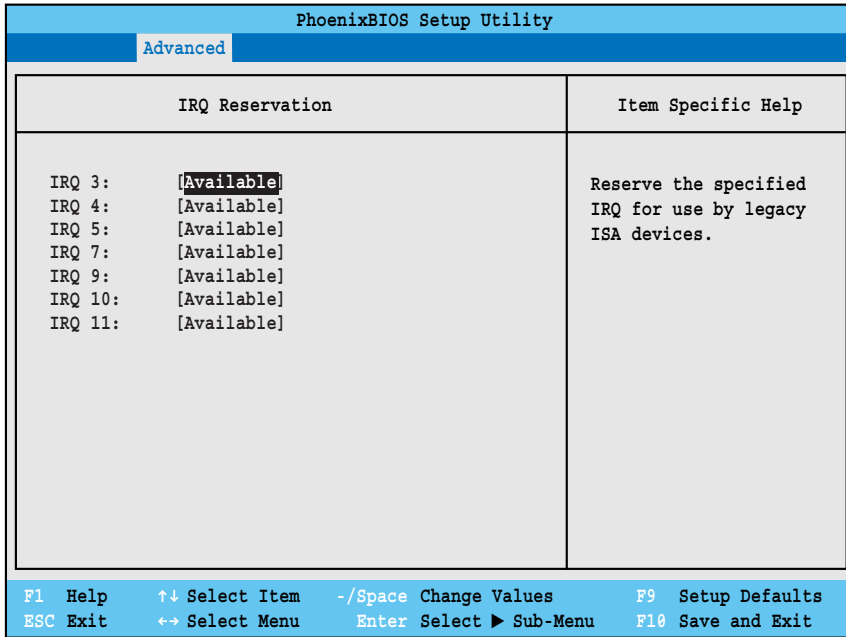 PhoenixBIOS Setup Utility
Advanced
IRQ Reservation
Item Specific Help
IRQ 3: [Available]
IRQ 4: [Available]
IRQ 5: [Available]
IRQ 7: [Available]
IRQ 9: [Available]
IRQ 10: [Available]
IRQ 11: [Available]
Reserve the specified
IRQ for use by legacy
ISA devices.
F1 Help ↑↓ Select Item -/Space Change Values F9 Setup Defaults
ESC Exit ←→ Select Menu Enter Select ▶ Sub-Menu F10 Save and Exit